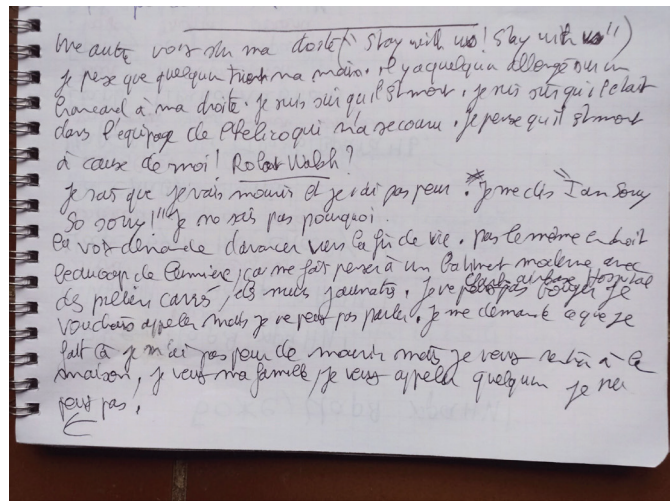 Une autre voix sur ma droite (" Stay with us! Stay with us")
je pense que quelqu'un tient ma main. il y a quelqu'un allongé sur un
brancard à ma droite. je suis sûr qu'il est mort. je suis sûr qu'il était
dans l'équipage de l'hélico qui m'a secouru. je pense qu'il est mort
à cause de moi! Robert Walsh?
je sais que je vais mourir et je n'ai pas peur. je me dis "I am sorry
so sorry!" je ne sais pas pourquoi.
la voix demande d'avancer vers la fin de vie. pas le même endroit
beaucoup de lumière, ça me fait penser à un batiment moderne avec
des piliers carrés, des murs jaunatres. je ne peux pas bouger je
airbase Hospital
voudrais appeler mais je ne peux pas parler. je me demande ce que je
fait là je n'ai pas peur de mourir mais je veux rentrer à la
maison, je veux ma famille, je veux appeler quelqu'un je ne
peux pas!